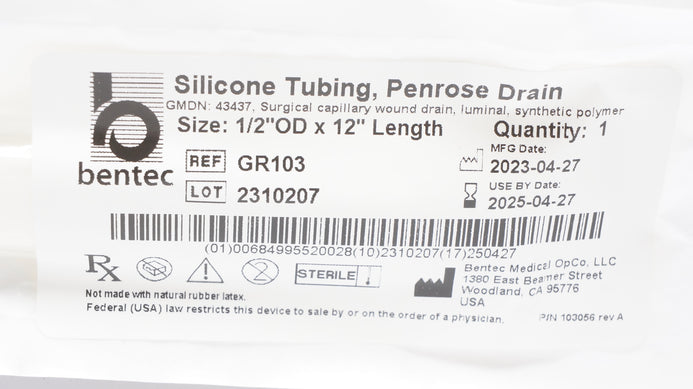 Silicone Tubing, Penrose Drain
GMDN: 43437, Surgical capillary wound drain, luminal, synthetic polymer
Size: 1/2"OD x 12" Length
Quantity: 1
bentec
REF GR103
LOT 2310207
MFG Date:
2023-04-27
USE BY Date:
2025-04-27
(01)00684995520028(10)2310207(17)250427
Rx
2
STERILE
Bentec Medical OpCo, LLC
1380 East Beamer Street
Woodland, CA 95776
USA
Not made with natural rubber latex.
Federal (USA) law restricts this device to sale by or on the order of a physician.
P/N 103056 rev A